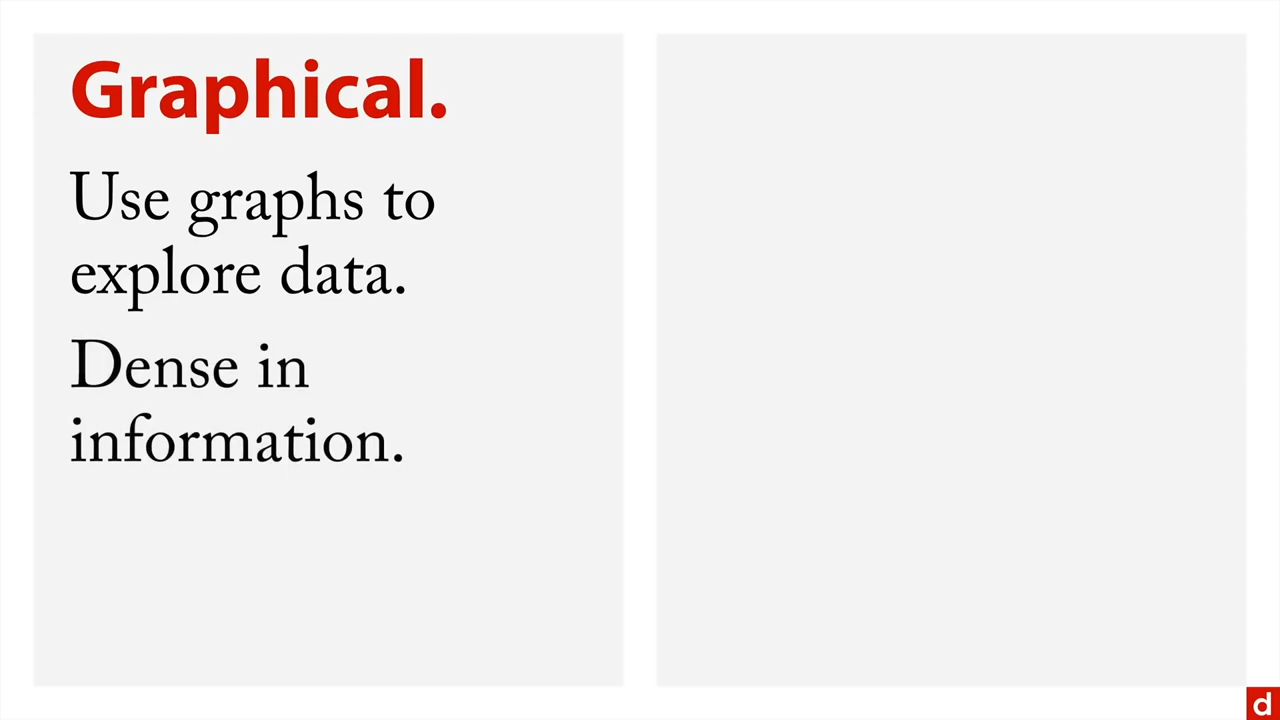 Graphical.
Use graphs to
explore data.
Dense in
information.
d